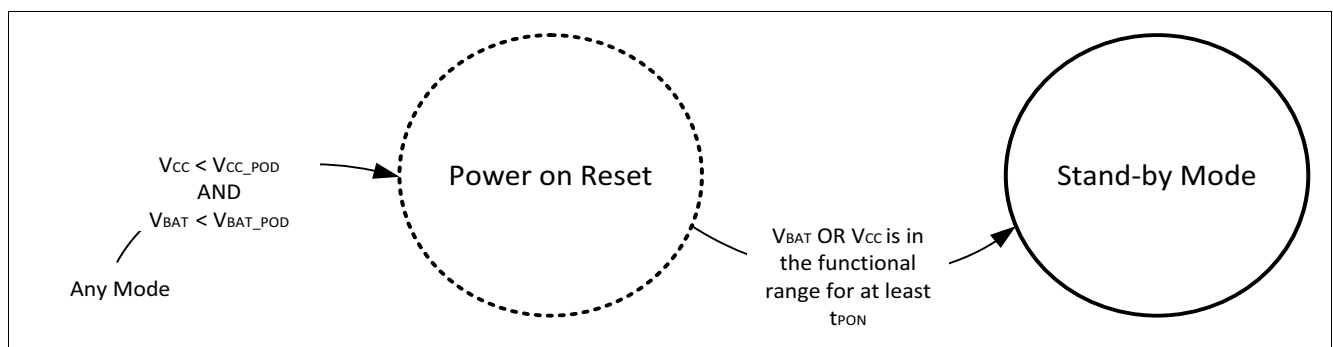 Vcc < Vcc_POD
AND
VBAT < VBAT_POD
Any Mode
Power on Reset
VBAT OR Vcc is in
the functional
range for at least
tPON
Stand-by Mode